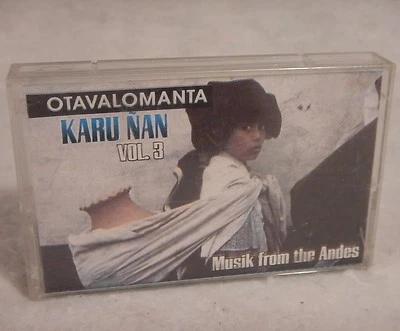 OTAVALOMANTA
KARU ÑAN
VOL. 3
Musik from the Andes